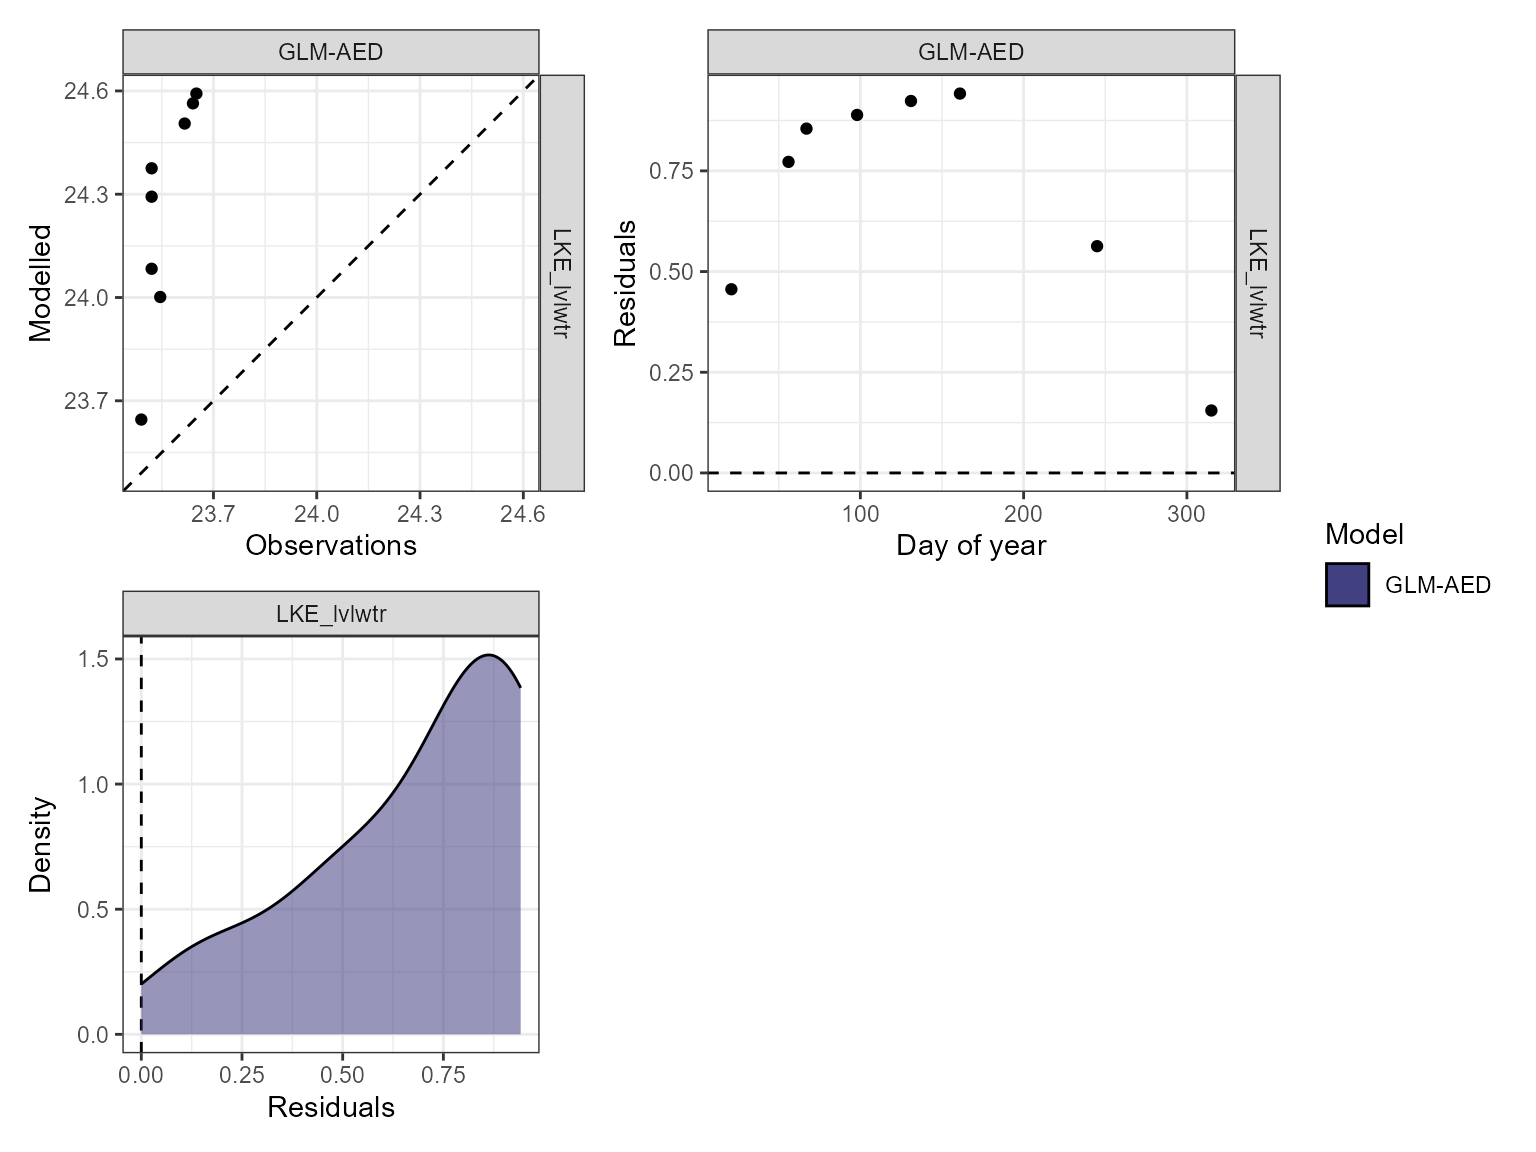 GLM-AED
24.6
24.3
24.0
23.7
Modelled
LKE_lvlwtr
23.7 24.0 24.3 24.6
Observations
GLM-AED
0.75
0.50
0.25
0.00
Residuals
LKE_lvlwtr
100 200 300
Day of year
Model
GLM-AED
LKE_lvlwtr
1.5
1.0
0.5
0.0
Density
0.00 0.25 0.50 0.75
Residuals